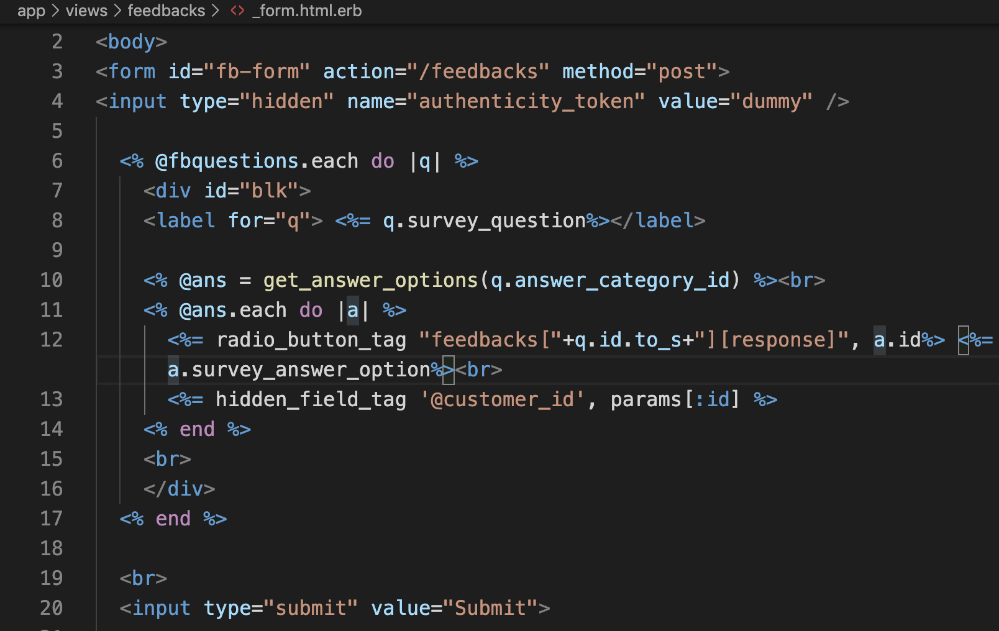 app > views > feedbacks > <> _form.html.erb
2 <body>
3 <form id="fb-form" action="/feedbacks" method="post">
4 <input type="hidden" name="authenticity_token" value="dummy" />
5
6 <% @fbquestions.each do |q| %>
7 <div id="blk">
8 <label for="q"> <%= q.survey_question%></label>
9
10 <% @ans = get_answer_options(q.answer_category_id) %><br>
11 <% @ans.each do |a| %>
12 <%= radio_button_tag "feedbacks["+q.id.to_s+"][response]", a.id%> <%=
a.survey_answer_option%><br>
13 <%= hidden_field_tag '@customer_id', params[:id] %>
14 <% end %>
15 <br>
16 </div>
17 <% end %>
18
19 <br>
20 <input type="submit" value="Submit">